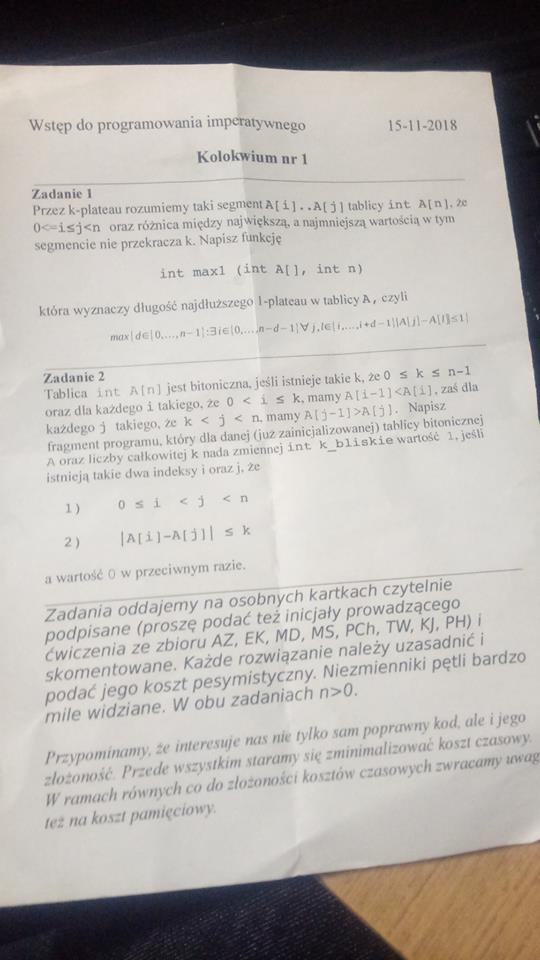 Wstęp do programowania imperatywnego 15-11-2018
Kolokwium nr 1
Zadanie 1
Przez k-plateau rozumiemy taki segment A[i]..A[j] tablicy int A[n], że
0<=i≤j<n oraz różnica między największą, a najmniejszą wartością w tym
segmencie nie przekracza k. Napisz funkcję
int max1 (int A[], int n)
która wyznaczy długość najdłuższego 1-plateau w tablicy A, czyli
max{d∈{0,...,n-1}:∃i∈{0,...,n-d-1}∀j,l∈{i,...,i+d-1}|A[j]-A[l]|≤1}
Zadanie 2
Tablica int A[n] jest bitoniczna, jeśli istnieje takie k, że 0 ≤ k ≤ n-1
oraz dla każdego i takiego, że 0 < i ≤ k, mamy A[i-1]<A[i], zaś dla
każdego j takiego, że k < j < n, mamy A[j-1]>A[j]. Napisz
fragment programu, który dla danej (już zainicjalizowanej) tablicy bitonicznej
A oraz liczby całkowitej k nada zmiennej int k_bliskie wartość 1, jeśli
istnieją takie dwa indeksy i oraz j, że
1) 0 ≤ i < j < n
2) |A[i]-A[j]| ≤ k
a wartość 0 w przeciwnym razie.
Zadania oddajemy na osobnych kartkach czytelnie
podpisane (proszę podać też inicjały prowadzącego
ćwiczenia ze zbioru AZ, EK, MD, MS, PCh, TW, KJ, PH) i
skomentowane. Każde rozwiązanie należy uzasadnić i
podać jego koszt pesymistyczny. Niezmienniki pętli bardzo
mile widziane. W obu zadaniach n>0.
Przypominamy, że interesuje nas nie tylko sam poprawny kod, ale i jego
złożoność. Przede wszystkim staramy się zminimalizować koszt czasowy.
W ramach równych co do złożoności kosztów czasowych zwracamy uwag
też na koszt pamięciowy.